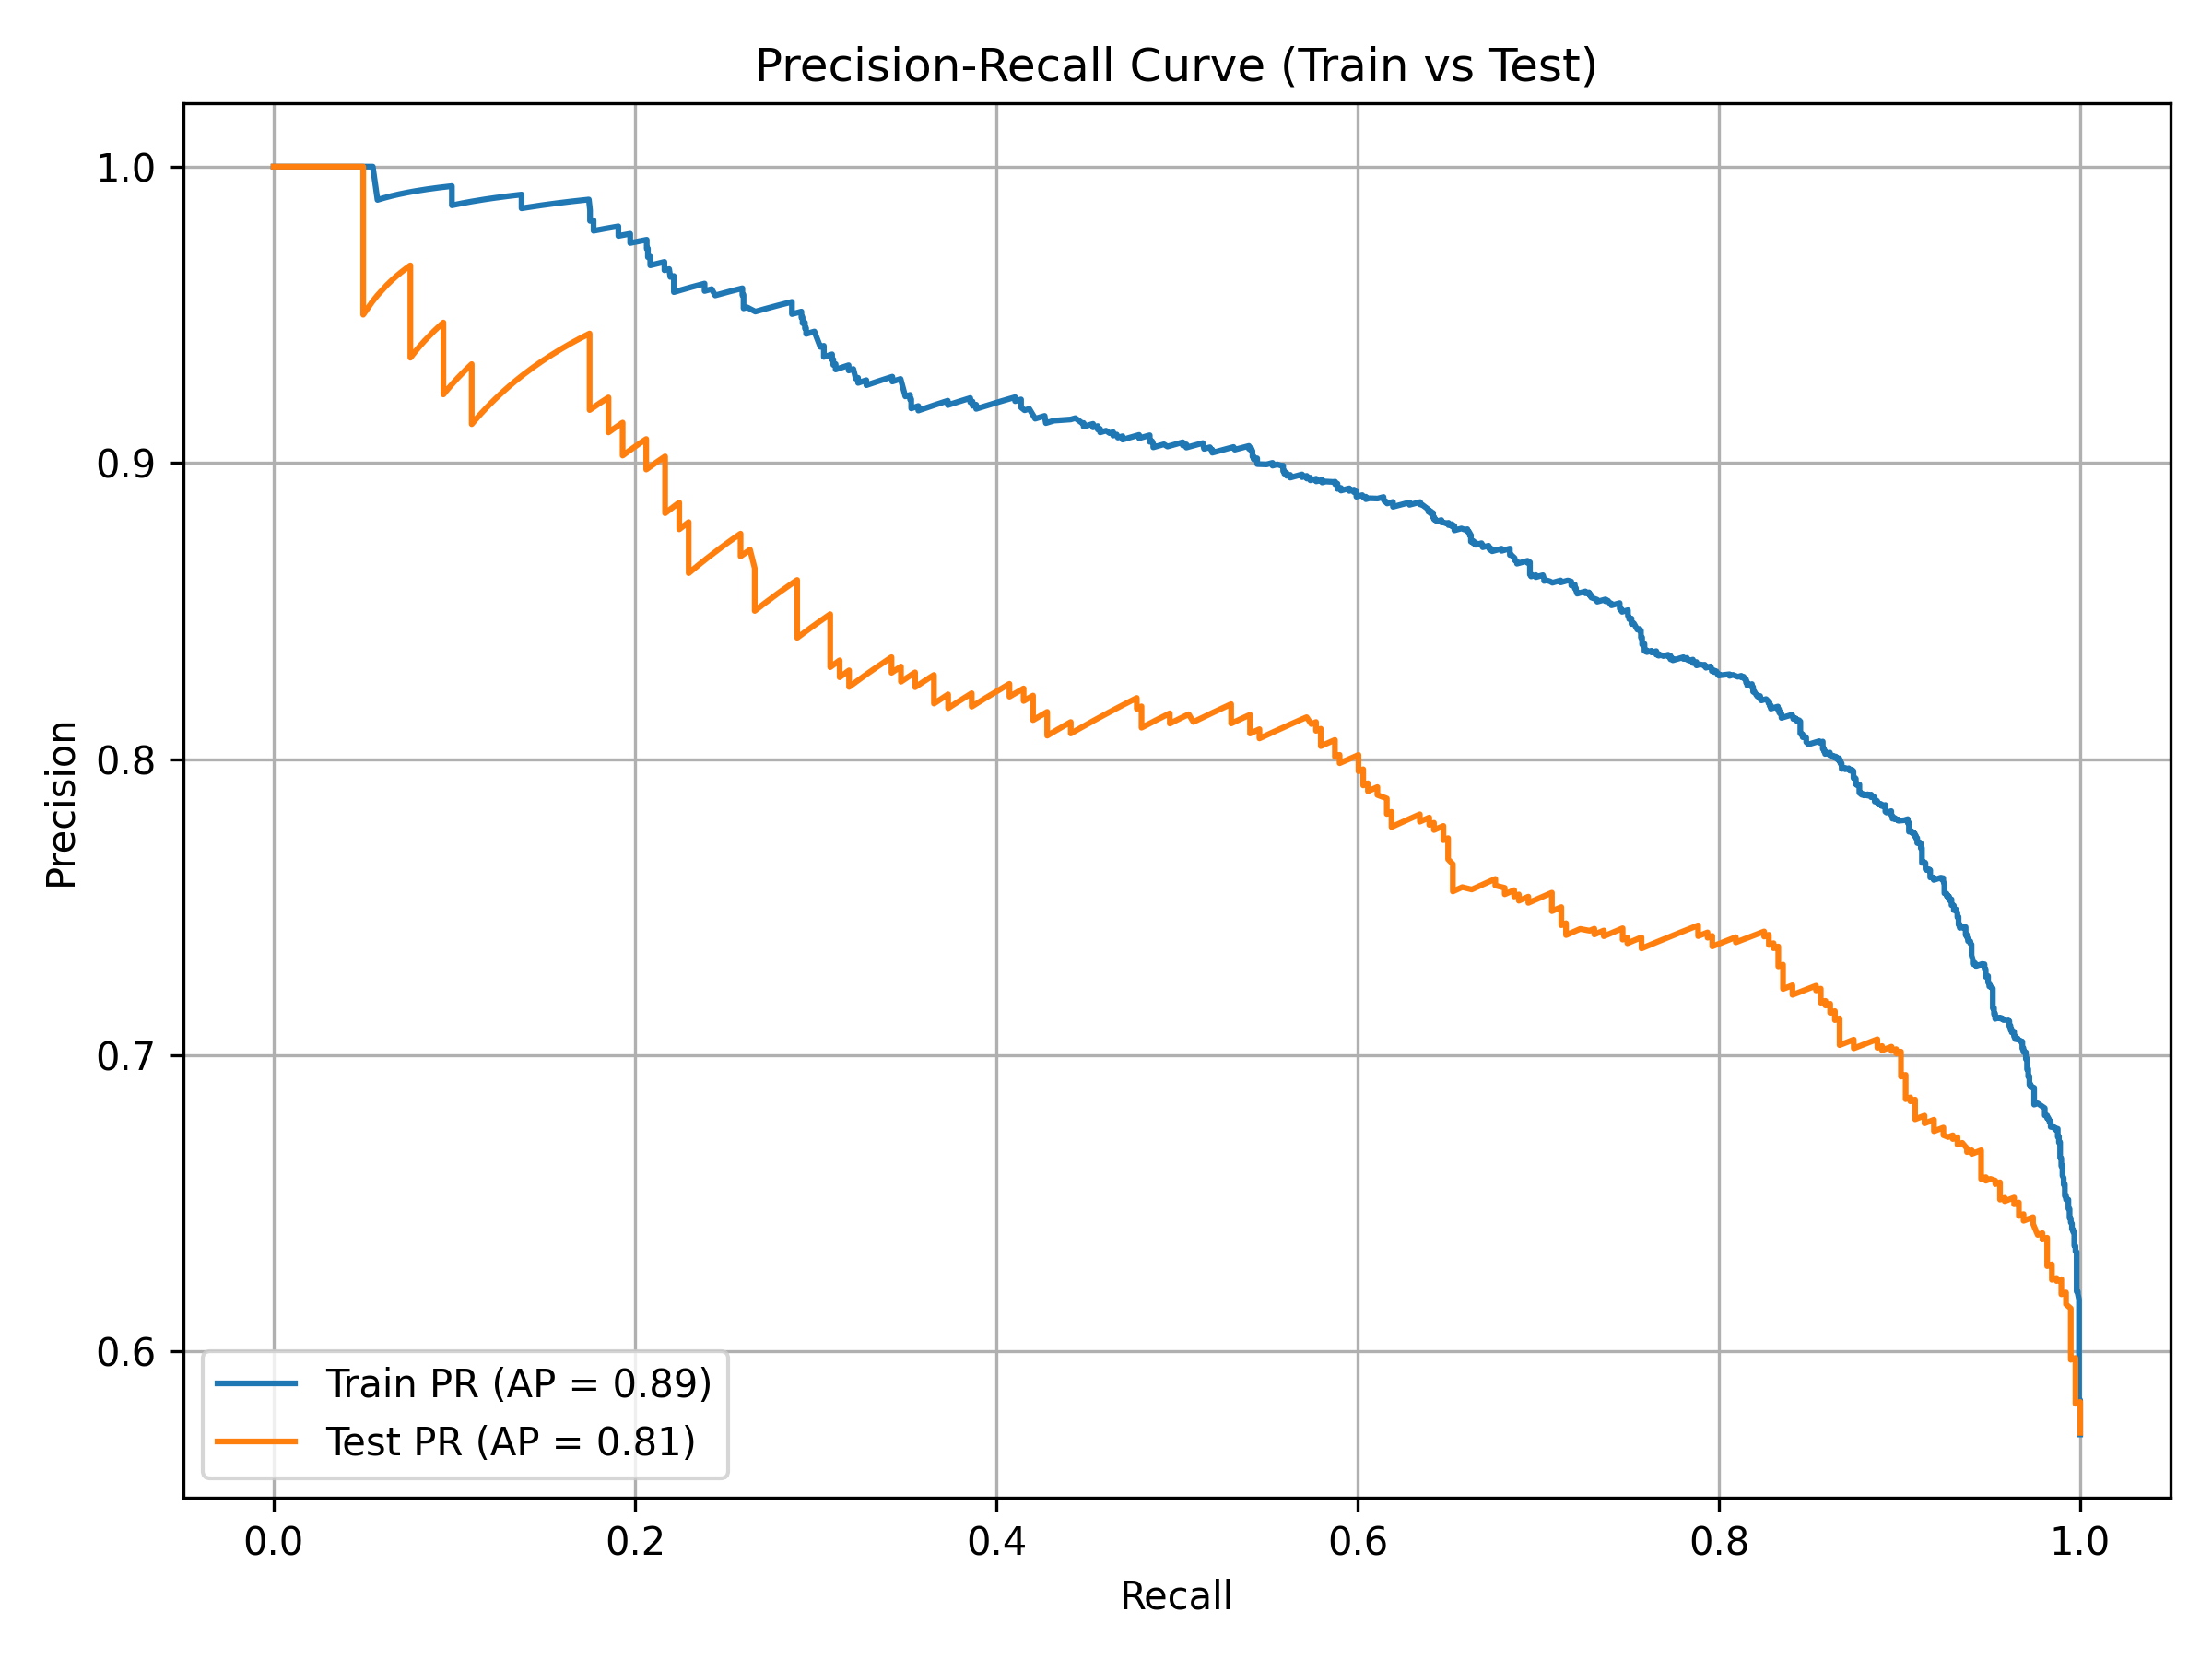 Precision-Recall Curve (Train vs Test)
1.0
0.9
0.8
0.7
0.6
Precision
Train PR (AP = 0.89)
Test PR (AP = 0.81)
0.0 0.2 0.4 0.6 0.8 1.0
Recall